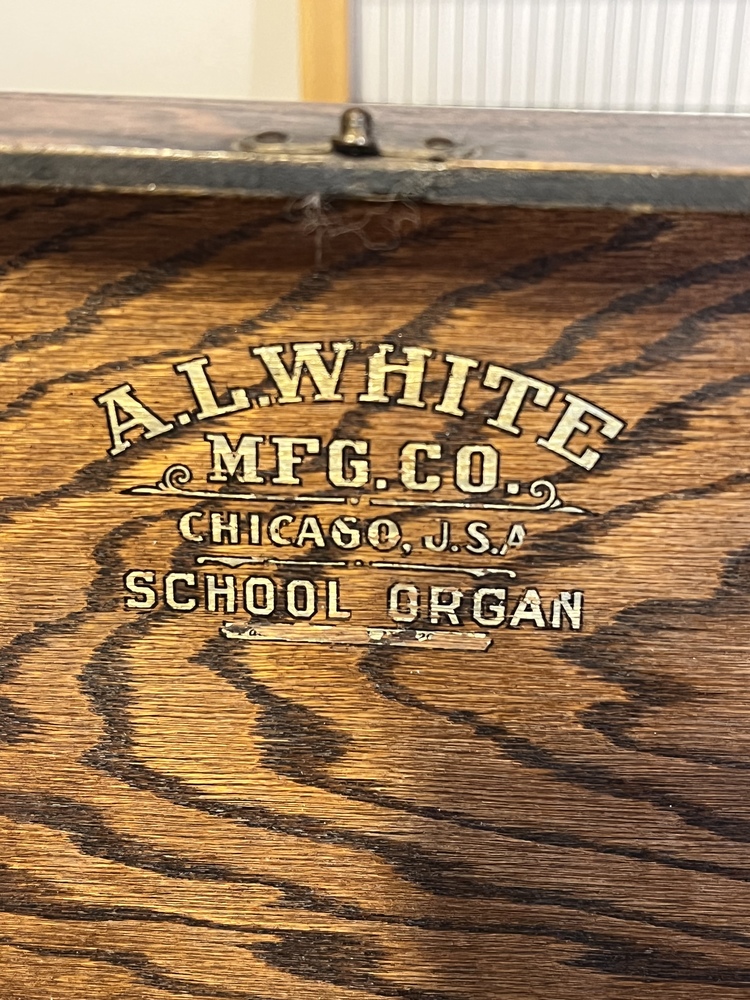 A.L.WHITE
MFG.CO.
CHICAGO, U.S.A
SCHOOL ORGAN